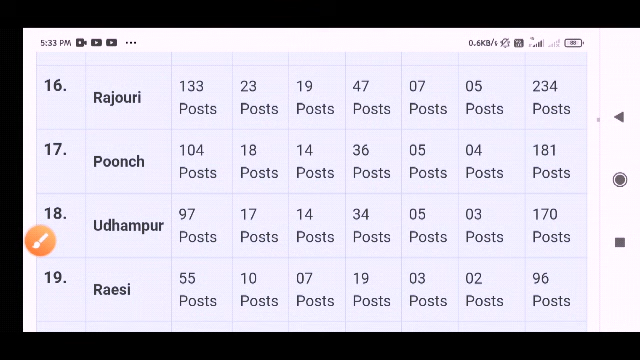 5:33 PM ... 0.6KB/s 88
16. Rajouri 133 Posts 23 Posts 19 Posts 47 Posts 07 Posts 05 Posts 234 Posts
17. Poonch 104 Posts 18 Posts 14 Posts 36 Posts 05 Posts 04 Posts 181 Posts
18. Udhampur 97 Posts 17 Posts 14 Posts 34 Posts 05 Posts 03 Posts 170 Posts
19. Raesi 55 Posts 10 Posts 07 Posts 19 Posts 03 Posts 02 Posts 96 Posts